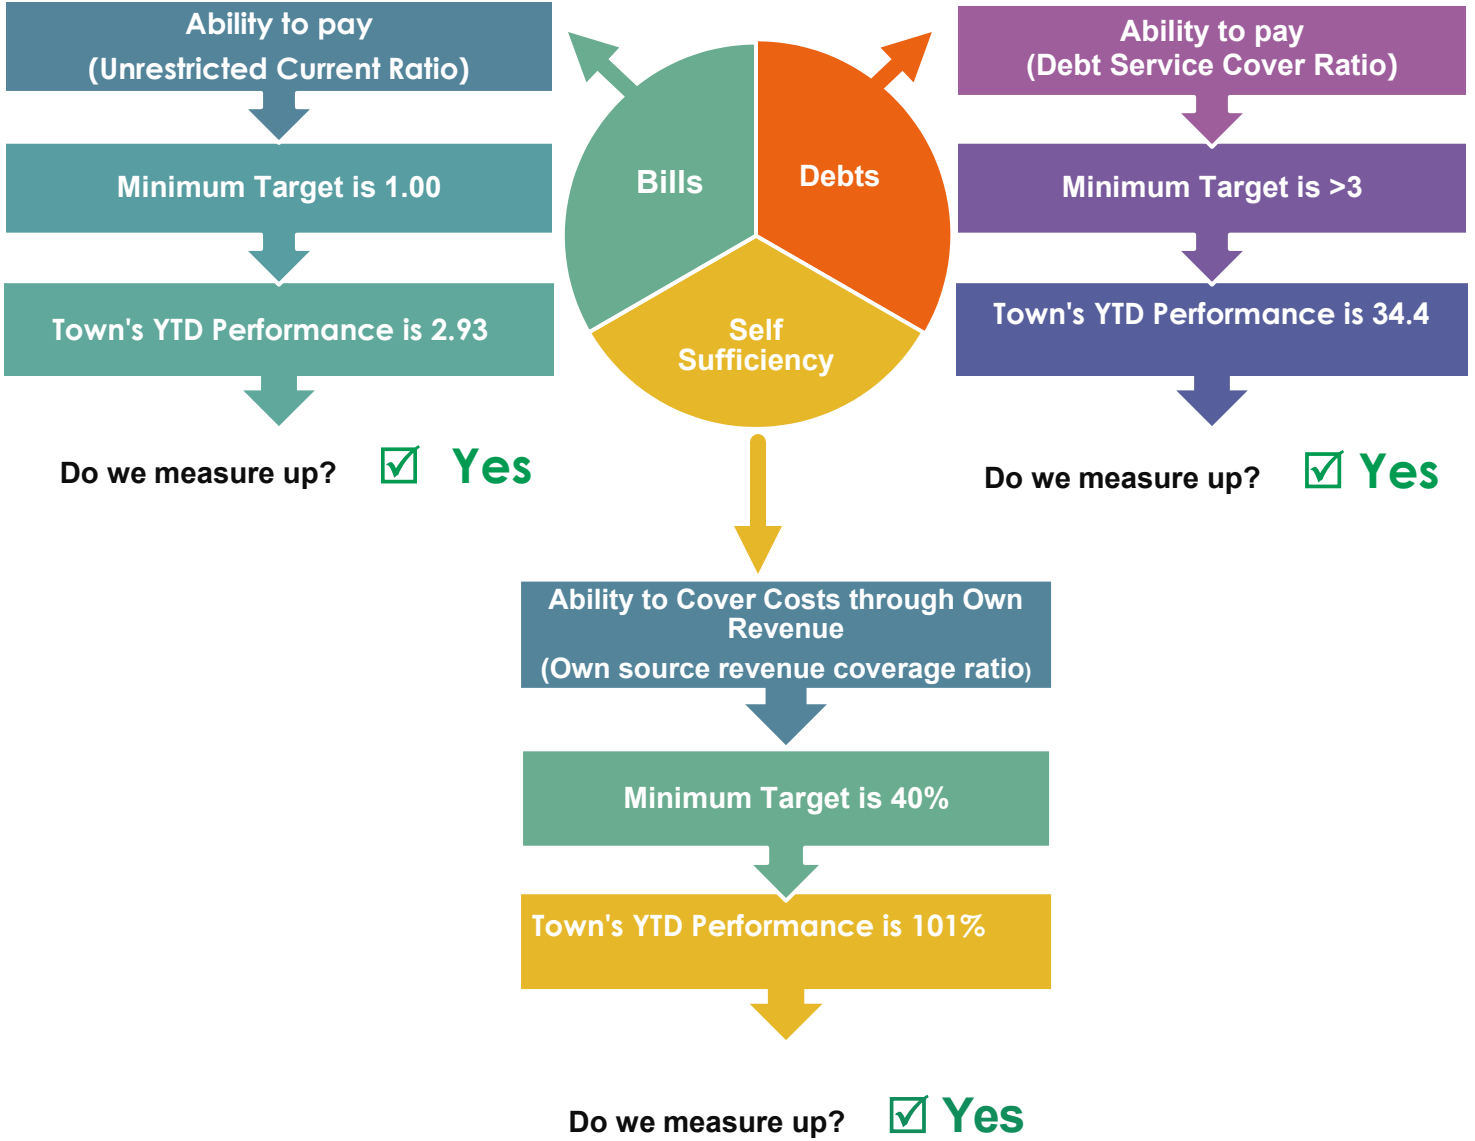 Ability to pay
(Unrestricted Current Ratio)
Minimum Target is 1.00
Town's YTD Performance is 2.93
Do we measure up? ☑ Yes
Bills
Debts
Self
Sufficiency
Ability to pay
(Debt Service Cover Ratio)
Minimum Target is >3
Town's YTD Performance is 34.4
Do we measure up? ☑ Yes
Ability to Cover Costs through Own
Revenue
(Own source revenue coverage ratio)
Minimum Target is 40%
Town's YTD Performance is 101%
Do we measure up? ☑ Yes